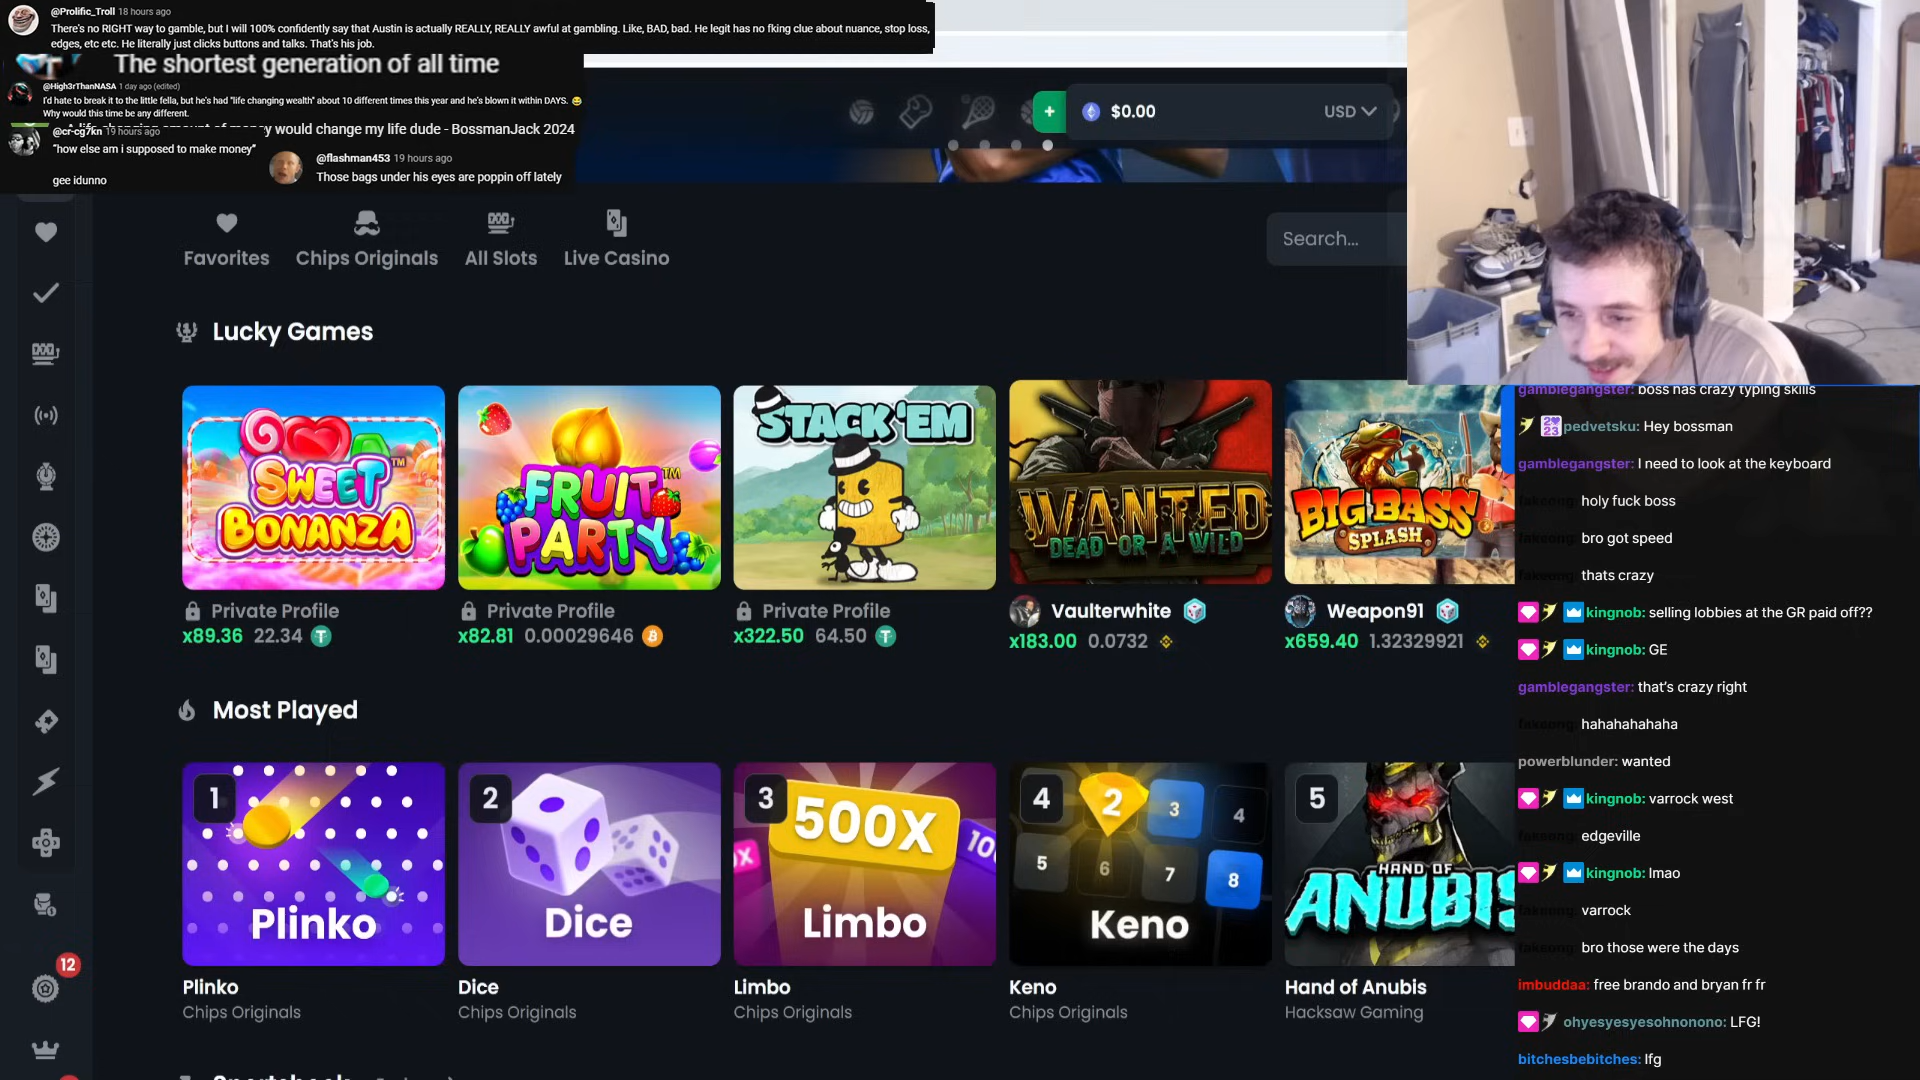 @Prolific_Troll 18 hours ago
There's no RIGHT way to gamble, but I will 100% confidently say that Austin is actually REALLY, REALLY awful at gambling. Like, BAD, bad. He legit has no fking clue about nuance, stop loss,
edges, etc etc. He literally just clicks buttons and talks. That's his job.
The shortest generation of all time
@High3rThanNASA 1 day ago (edited)
I'd hate to break it to the little fella, but he's had "life changing wealth" about 10 different times this year and he's blown it within DAYS. 😂
Why would this time be any different.
would change my life dude - BossmanJack 2024
@cr-cg7kn 19 hours ago
"how else am i supposed to make money"
gee idunno
@flashman453 19 hours ago
Those bags under his eyes are poppin off lately
+
$0.00
USD
Favorites
Chips Originals
All Slots
Live Casino
Search...
Lucky Games
SWEET BONANZA™
FRUIT PARTY™
STACK 'EM
WANTED
DEAD OR A WILD
BIG BASS
SPLASH
Private Profile
x89.36 22.34
Private Profile
x82.81 0.00029646
Private Profile
x322.50 64.50
Vaulterwhite
x183.00 0.0732
Weapon91
x659.40 1.32329921
Most Played
1
Plinko
2
Dice
3
500X
Limbo
4
2 3 4
5 6 7 8
Keno
5
HAND OF
ANUBIS
Plinko
Chips Originals
Dice
Chips Originals
Limbo
Chips Originals
Keno
Chips Originals
Hand of Anubis
Hacksaw Gaming
12
gamblegangster: boss has crazy typing skills
2023 pedvetsku: Hey bossman
gamblegangster: I need to look at the keyboard
holy fuck boss
bro got speed
thats crazy
kingnob: selling lobbies at the GR paid off??
kingnob: GE
gamblegangster: that's crazy right
hahahahahaha
powerblunder: wanted
kingnob: varrock west
edgeville
kingnob: lmao
varrock
bro those were the days
imbuddaa: free brando and bryan fr fr
ohyesyesyesohnonono: LFG!
bitchesbebitches: lfg